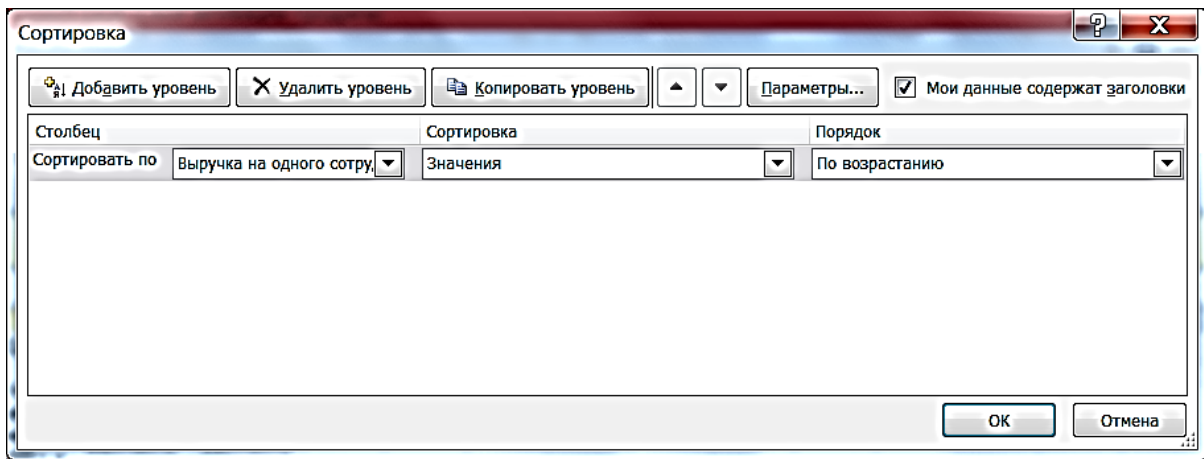 Сортировка
Добавить уровень Удалить уровень Копировать уровень Параметры... Мои данные содержат заголовки
Столбец Сортировка Порядок
Сортировать по Выручка на одного сотру, Значения По возрастанию
ОК Отмена